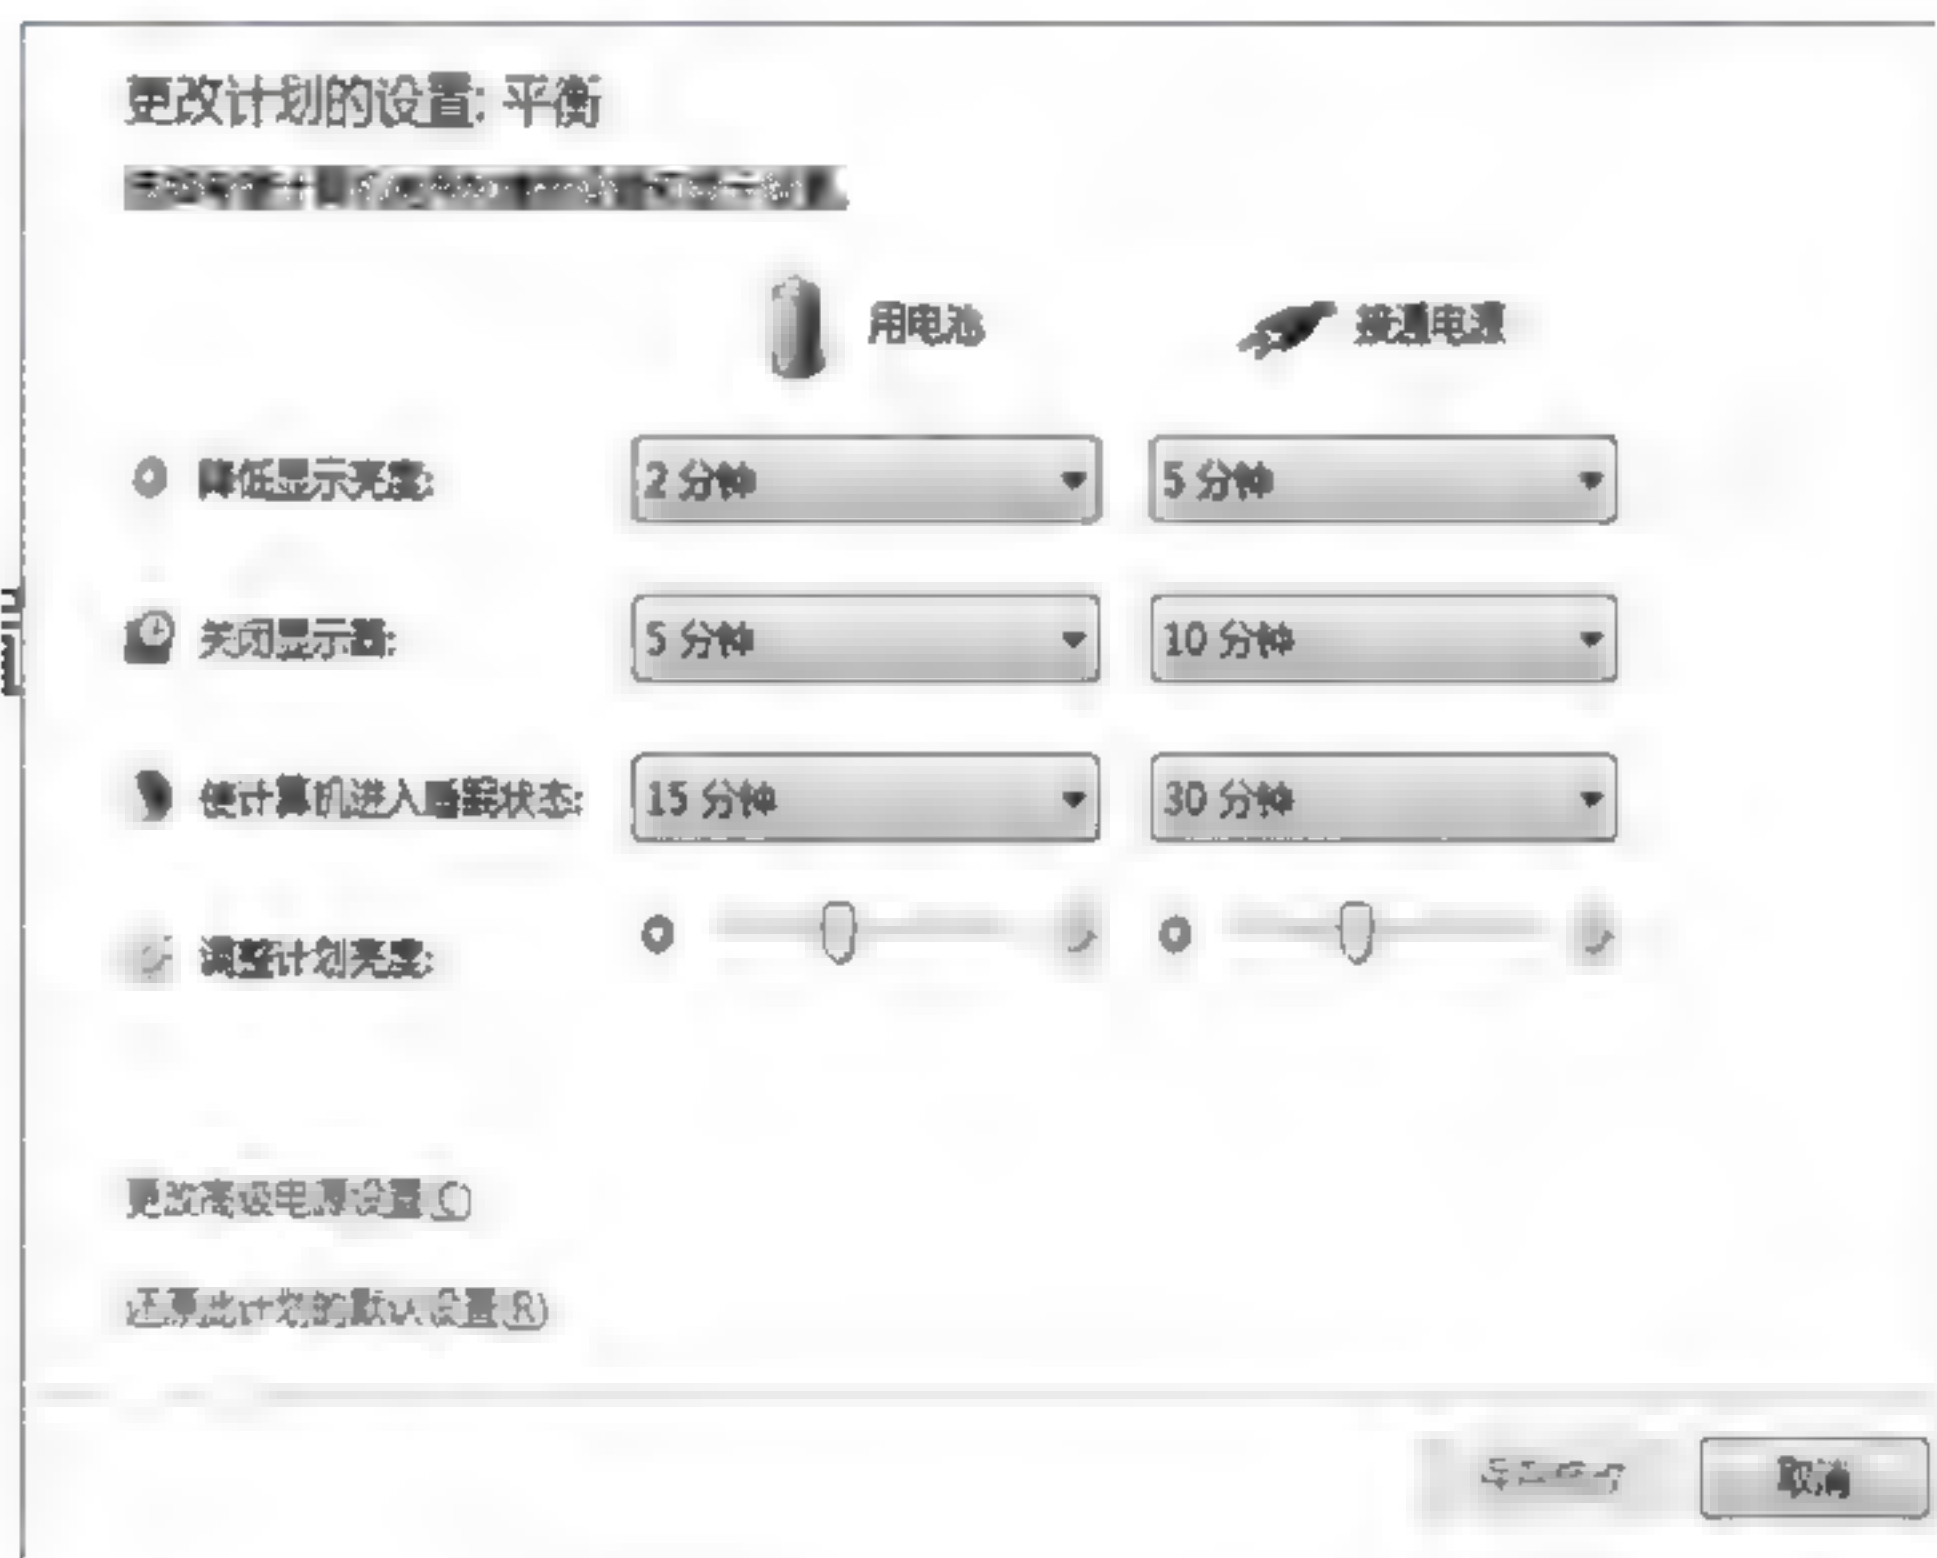 更改计划的设置: 平衡
用电池 接通电源
降低显示亮度: 2 分钟 5 分钟
关闭显示器: 5 分钟 10 分钟
使计算机进入睡眠状态: 15 分钟 30 分钟
调整计划亮度:
更改高级电源设置(C)
还原此计划的默认设置(R)
取消